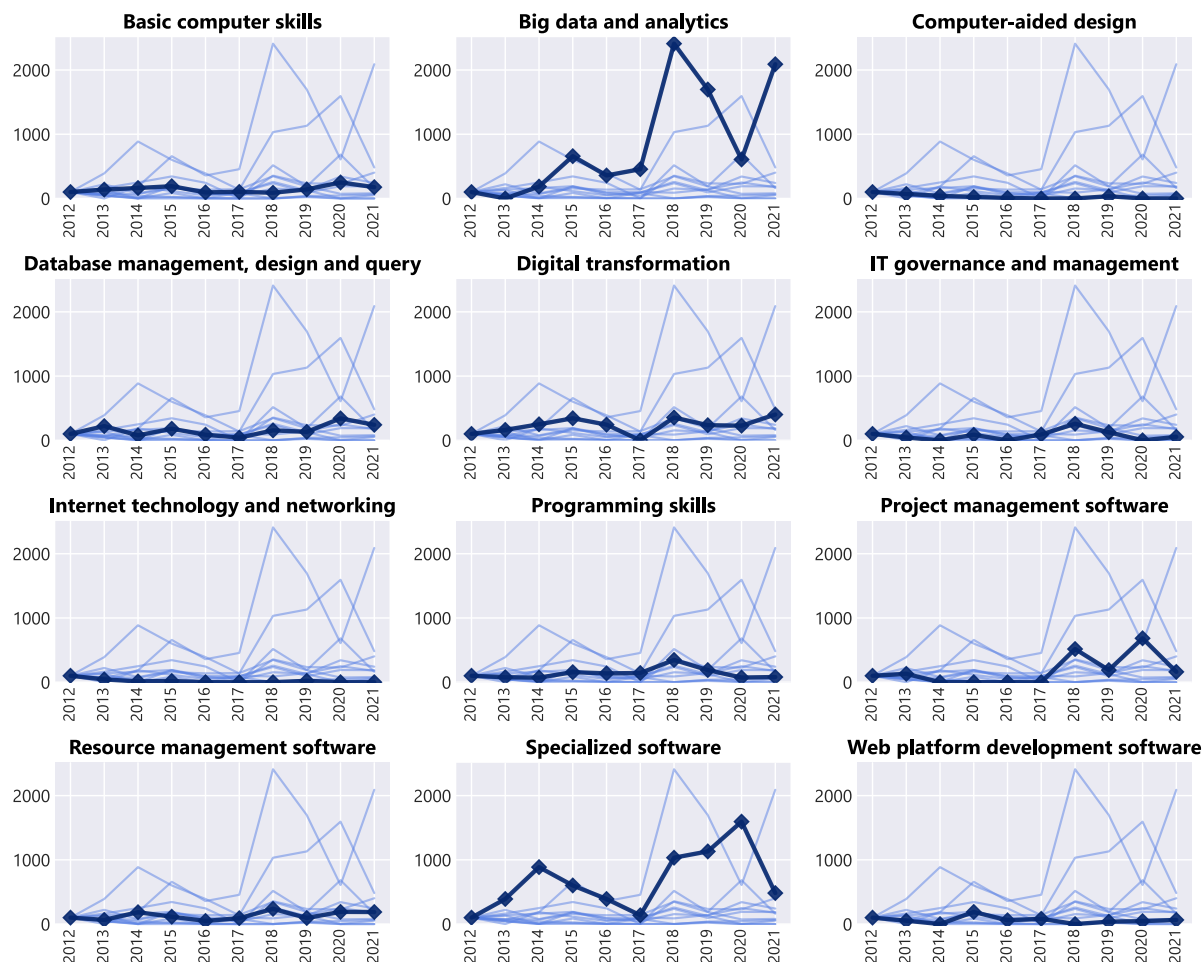 Basic computer skills
2000
1000
0
2012 2013 2014 2015 2016 2017 2018 2019 2020 2021
Big data and analytics
2000
1000
0
2012 2013 2014 2015 2016 2017 2018 2019 2020 2021
Computer-aided design
2000
1000
0
2012 2013 2014 2015 2016 2017 2018 2019 2020 2021
Database management, design and query
2000
1000
0
2012 2013 2014 2015 2016 2017 2018 2019 2020 2021
Digital transformation
2000
1000
0
2012 2013 2014 2015 2016 2017 2018 2019 2020 2021
IT governance and management
2000
1000
0
2012 2013 2014 2015 2016 2017 2018 2019 2020 2021
Internet technology and networking
2000
1000
0
2012 2013 2014 2015 2016 2017 2018 2019 2020 2021
Programming skills
2000
1000
0
2012 2013 2014 2015 2016 2017 2018 2019 2020 2021
Project management software
2000
1000
0
2012 2013 2014 2015 2016 2017 2018 2019 2020 2021
Resource management software
2000
1000
0
2012 2013 2014 2015 2016 2017 2018 2019 2020 2021
Specialized software
2000
1000
0
2012 2013 2014 2015 2016 2017 2018 2019 2020 2021
Web platform development software
2000
1000
0
2012 2013 2014 2015 2016 2017 2018 2019 2020 2021